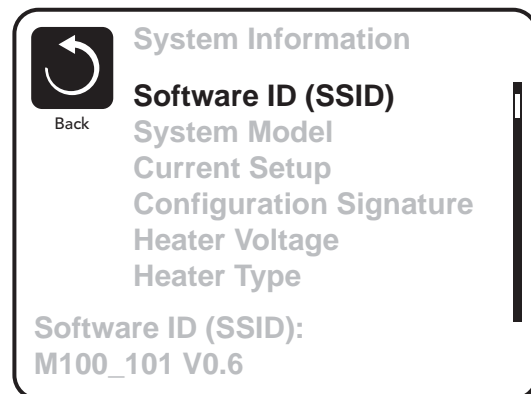 System Information
Back
Software ID (SSID)
System Model
Current Setup
Configuration Signature
Heater Voltage
Heater Type
Software ID (SSID):
M100_101 V0.6